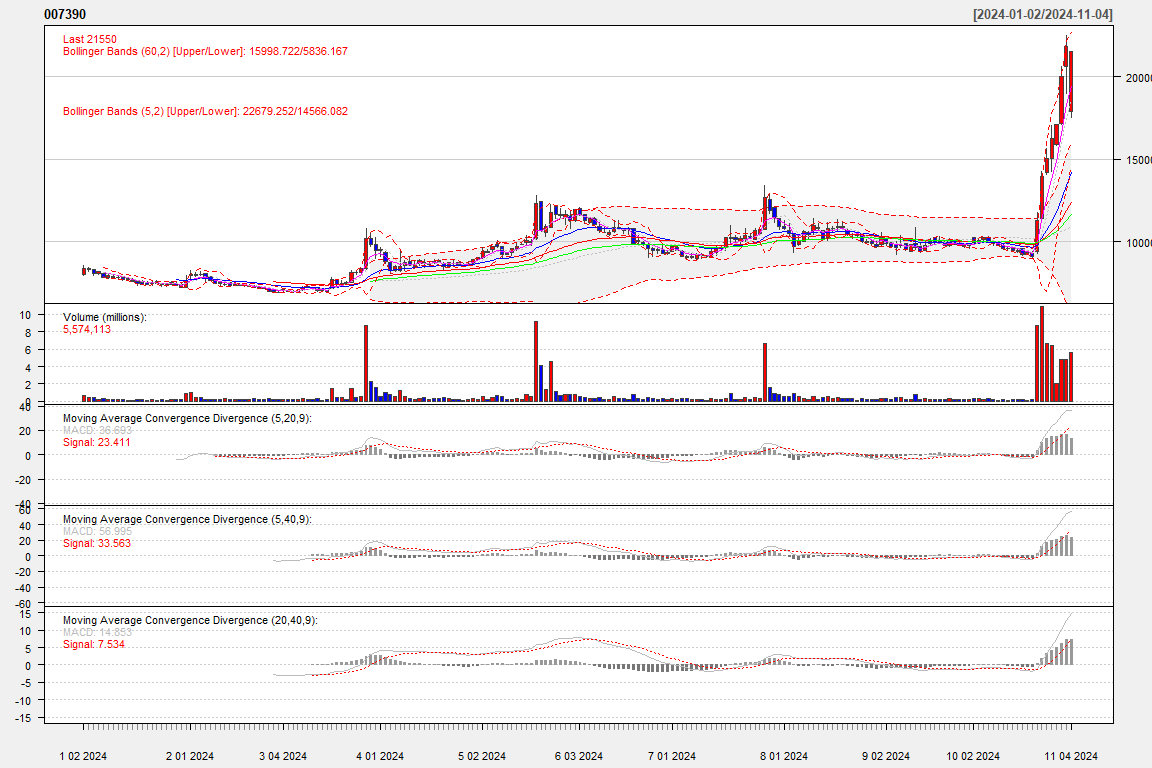 007390 [2024-01-02/2024-11-04]
Last 21550
Bollinger Bands (60,2) [Upper/Lower]: 15998.722/5836.167
Bollinger Bands (5,2) [Upper/Lower]: 22679.252/14566.082
20000
15000
10000
Volume (millions):
5,574,113
10
8
6
4
2
0
Moving Average Convergence Divergence (5,20,9):
MACD: 36.693
Signal: 23.411
40
20
0
-20
-40
Moving Average Convergence Divergence (5,40,9):
MACD: 56.995
Signal: 33.563
60
40
20
0
-20
-40
-60
Moving Average Convergence Divergence (20,40,9):
MACD: 14.853
Signal: 7.534
15
10
5
0
-5
-10
-15
1 02 2024 2 01 2024 3 04 2024 4 01 2024 5 02 2024 6 03 2024 7 01 2024 8 01 2024 9 02 2024 10 02 2024 11 04 2024